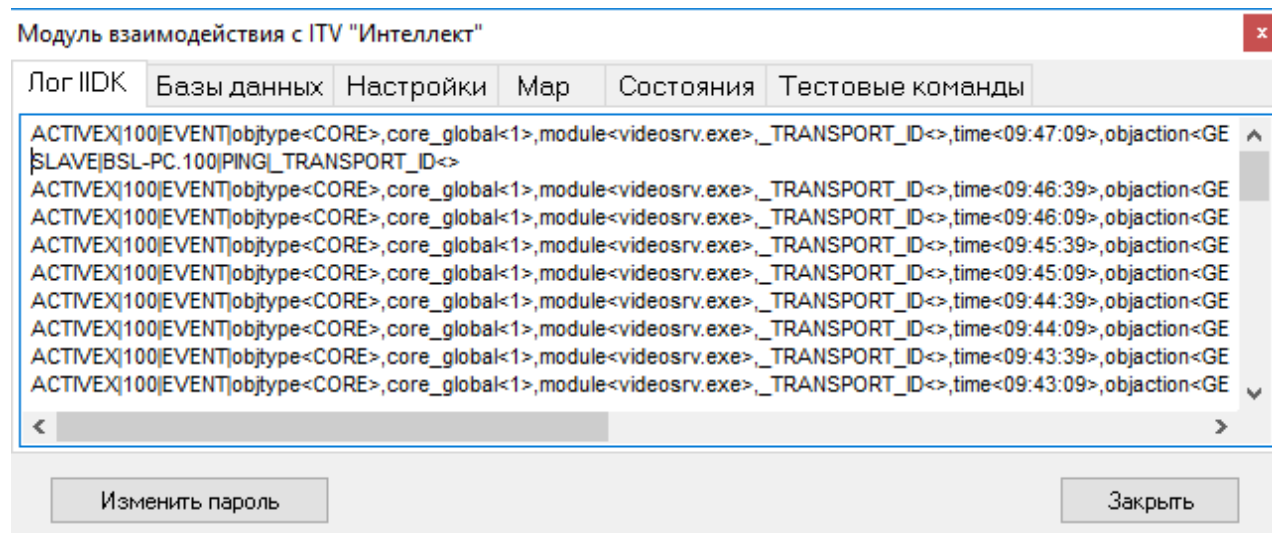 Модуль взаимодействия с ITV "Интеллект"
x
Лог IIDK Базы данных Настройки Map Состояния Тестовые команды
ACTIVEX|100|EVENT|objtype<CORE>,core_global<1>,module<videosrv.exe>,_TRANSPORT_ID<>,time<09:47:09>,objaction<GE
SLAVE|BSL-PC.100|PING|_TRANSPORT_ID<>
ACTIVEX|100|EVENT|objtype<CORE>,core_global<1>,module<videosrv.exe>,_TRANSPORT_ID<>,time<09:46:39>,objaction<GE
ACTIVEX|100|EVENT|objtype<CORE>,core_global<1>,module<videosrv.exe>,_TRANSPORT_ID<>,time<09:46:09>,objaction<GE
ACTIVEX|100|EVENT|objtype<CORE>,core_global<1>,module<videosrv.exe>,_TRANSPORT_ID<>,time<09:45:39>,objaction<GE
ACTIVEX|100|EVENT|objtype<CORE>,core_global<1>,module<videosrv.exe>,_TRANSPORT_ID<>,time<09:45:09>,objaction<GE
ACTIVEX|100|EVENT|objtype<CORE>,core_global<1>,module<videosrv.exe>,_TRANSPORT_ID<>,time<09:44:39>,objaction<GE
ACTIVEX|100|EVENT|objtype<CORE>,core_global<1>,module<videosrv.exe>,_TRANSPORT_ID<>,time<09:44:09>,objaction<GE
ACTIVEX|100|EVENT|objtype<CORE>,core_global<1>,module<videosrv.exe>,_TRANSPORT_ID<>,time<09:43:39>,objaction<GE
ACTIVEX|100|EVENT|objtype<CORE>,core_global<1>,module<videosrv.exe>,_TRANSPORT_ID<>,time<09:43:09>,objaction<GE
Изменить пароль Закрыть